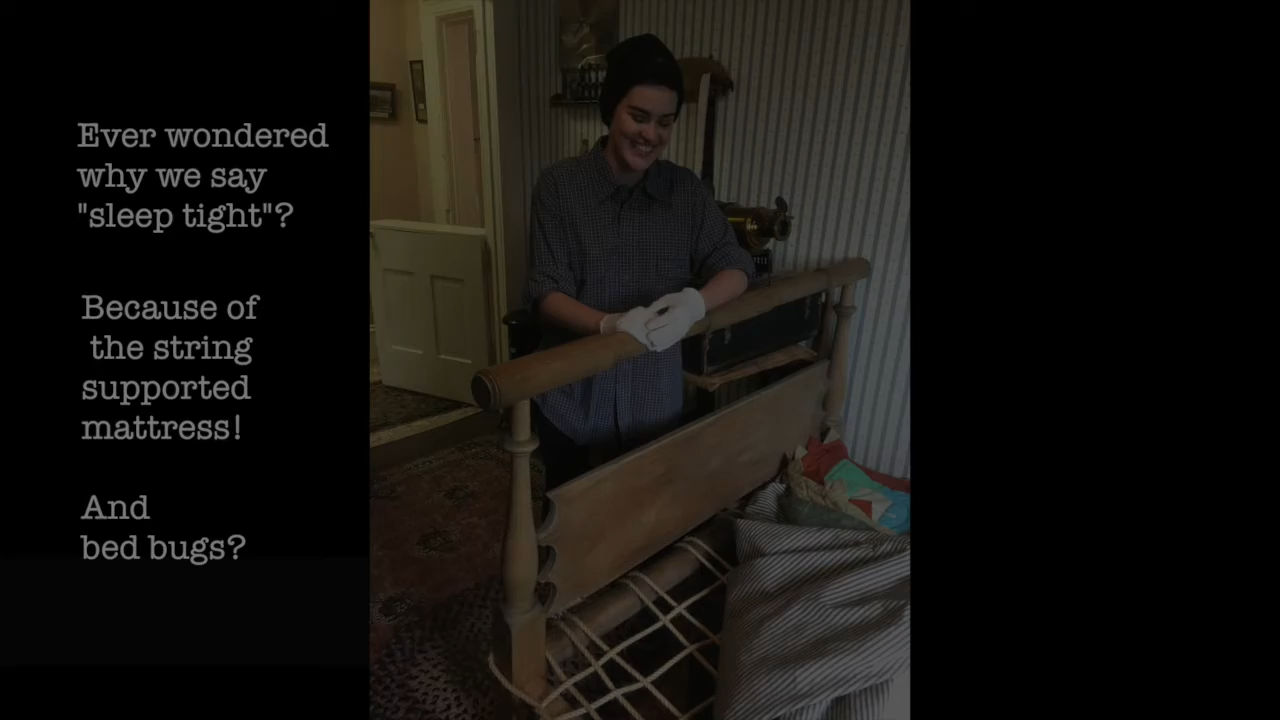 Ever wondered
why we say
"sleep tight"?
Because of
the string
supported
mattress!
And
bed bugs?